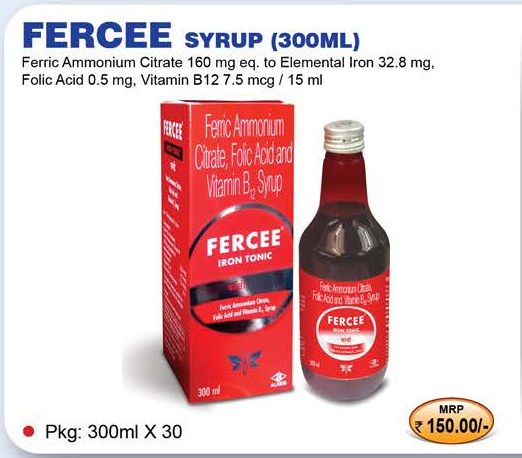 FERCEE SYRUP (300ML)
Ferric Ammonium Citrate 160 mg eq. to Elemental Iron 32.8 mg,
Folic Acid 0.5 mg, Vitamin B12 7.5 mcg / 15 ml
FERCEE
Ferric Ammonium
Citrate, Folic Acid and
Vitamin B12 Syrup
FERCEE
IRON TONIC
Ferric Ammonium Citrate,
Folic Acid and Vitamin B12 Syrup
300 ml
ALKEM
Ferric Ammonium Citrate,
Folic Acid and Vitamin B12 Syrup
FERCEE
IRON TONIC
Pkg: 300ml X 30
MRP
₹ 150.00/-